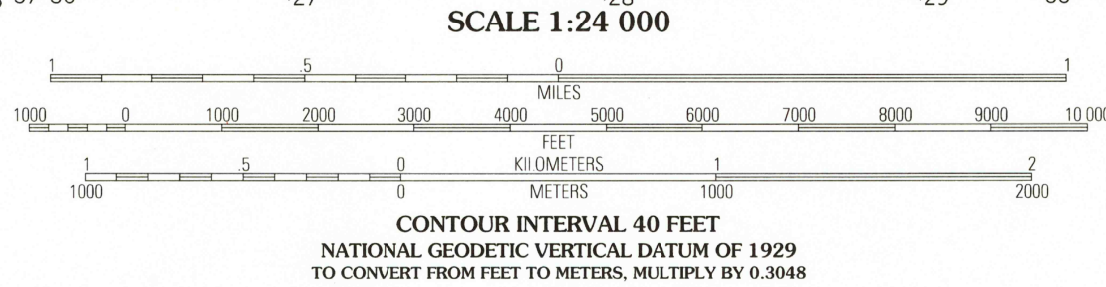 SCALE 1:24 000
1 .5 0 1
MILES
1000 0 1000 2000 3000 4000 5000 6000 7000 8000 9000 10 000
FEET
1 .5 0 KILOMETERS 1 2
1000 0 METERS 1000 2000
CONTOUR INTERVAL 40 FEET
NATIONAL GEODETIC VERTICAL DATUM OF 1929
TO CONVERT FROM FEET TO METERS, MULTIPLY BY 0.3048